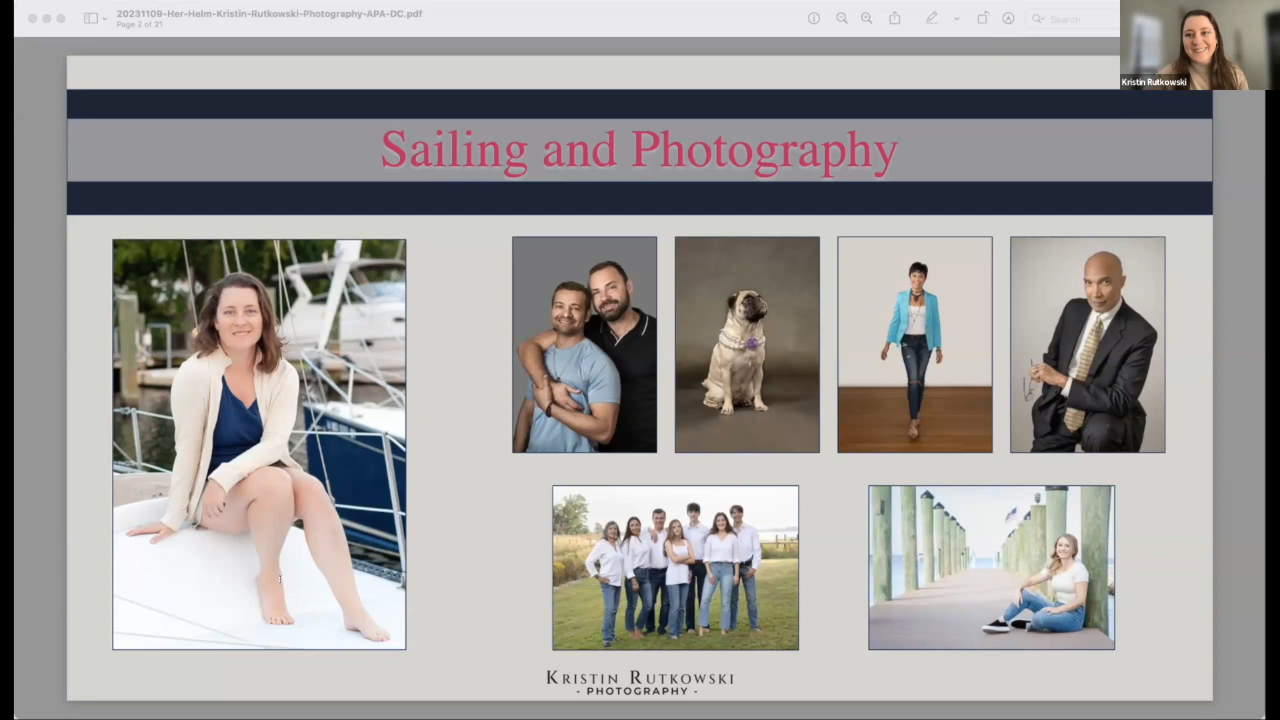 20231109-Her-Helm-Kristin-Rutkowski-Photography-APA-DC.pdf
Page 2 of 21
Search
Kristin Rutkowski
Sailing and Photography
KRISTIN RUTKOWSKI
- PHOTOGRAPHY -